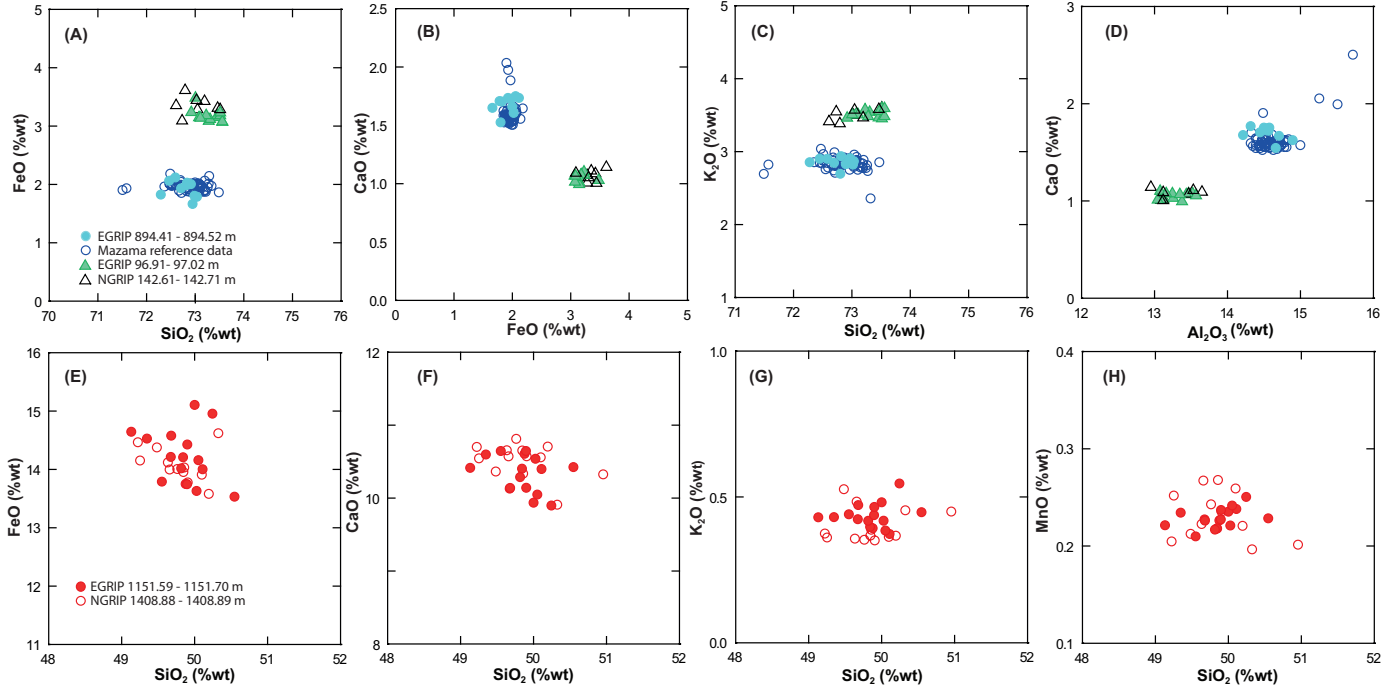 (A)
FeO (%wt)
5
4
3
2
1
0
EGRIP 894.41 - 894.52 m
Mazama reference data
EGRIP 96.91- 97.02 m
NGRIP 142.61- 142.71 m
70 71 72 73 74 75 76
SiO₂ (%wt)
(B)
CaO (%wt)
2.5
2.0
1.5
1.0
0.5
0.0
0 1 2 3 4 5
FeO (%wt)
(C)
K₂O (%wt)
5
4
3
2
1
71 72 73 74 75 76
SiO₂ (%wt)
(D)
CaO (%wt)
3
2
1
0
12 13 14 15 16
Al₂O₃ (%wt)
(E)
FeO (%wt)
16
15
14
13
12
11
EGRIP 1151.59 - 1151.70 m
NGRIP 1408.88 - 1408.89 m
48 49 50 51 52
SiO₂ (%wt)
(F)
CaO (%wt)
12
10
8
48 49 50 51 52
SiO₂ (%wt)
(G)
K₂O (%wt)
1.0
0.5
0.0
48 49 50 51 52
SiO₂ (%wt)
(H)
MnO (%wt)
0.4
0.3
0.2
0.1
48 49 50 51 52
SiO₂ (%wt)